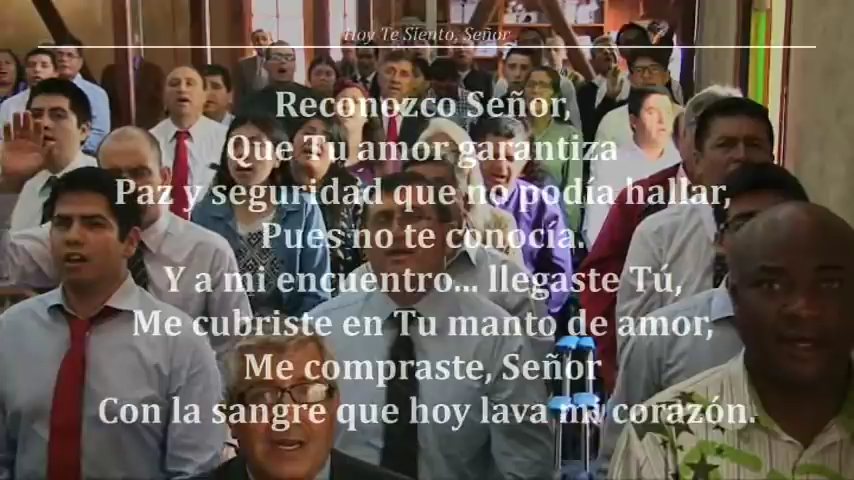 Hoy Te Siento, Señor
Reconozco Señor,
Que Tu amor garantiza
Paz y seguridad que no podía hallar,
Pues no te conocía.
Y a mi encuentro... llegaste Tú,
Me cubriste en Tu manto de amor,
Me compraste, Señor
Con la sangre que hoy lava mi corazón.